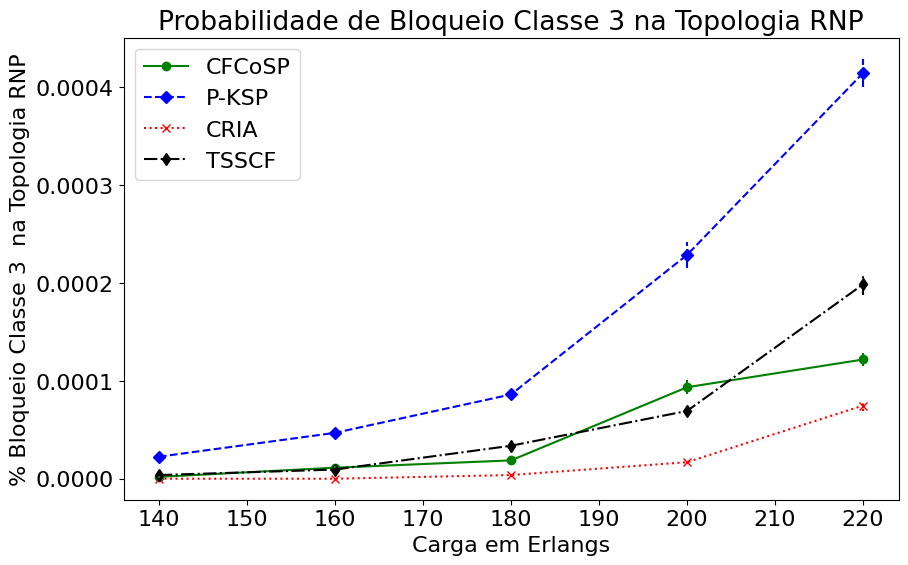 Probabilidade de Bloqueio Classe 3 na Topologia RNP
% Bloqueio Classe 3  na Topologia RNP
CFCoSP
P-KSP
CRIA
TSSCF
0.0004
0.0003
0.0002
0.0001
0.0000
140 150 160 170 180 190 200 210 220
Carga em Erlangs